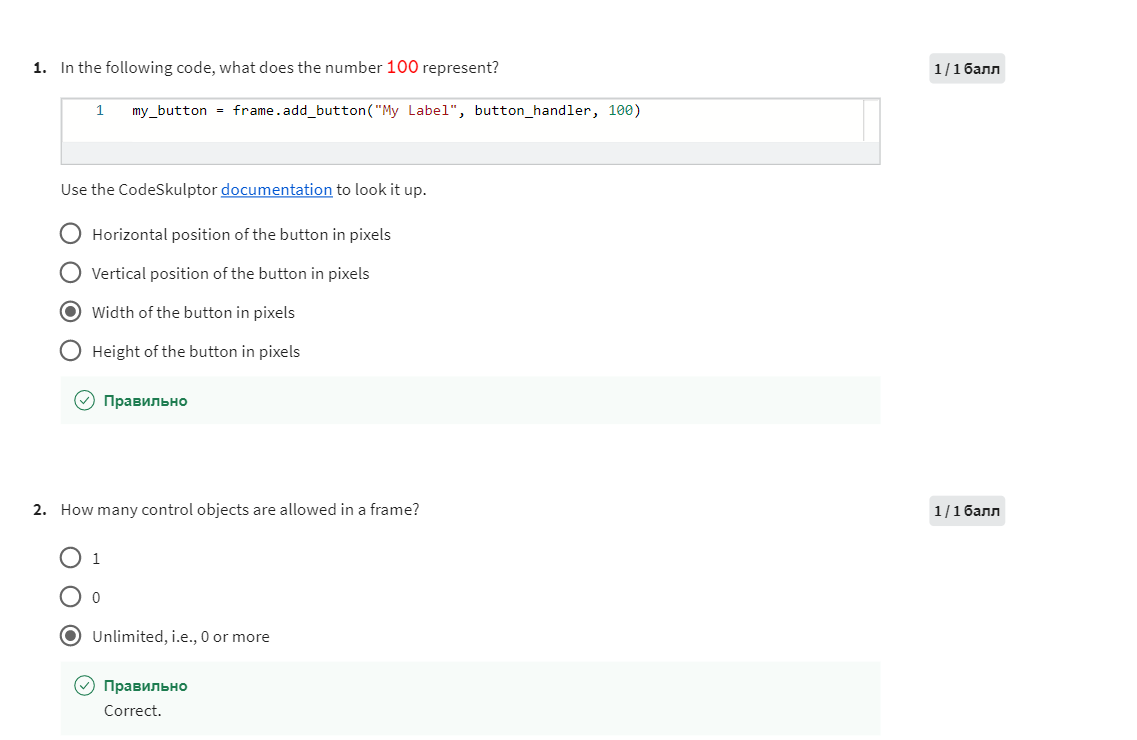 1. In the following code, what does the number 100 represent?
1 / 1 балл
1 my_button = frame.add_button("My Label", button_handler, 100)
Use the CodeSkulptor documentation to look it up.
Horizontal position of the button in pixels
Vertical position of the button in pixels
Width of the button in pixels
Height of the button in pixels
Правильно
2. How many control objects are allowed in a frame?
1 / 1 балл
1
0
Unlimited, i.e., 0 or more
Правильно
Correct.